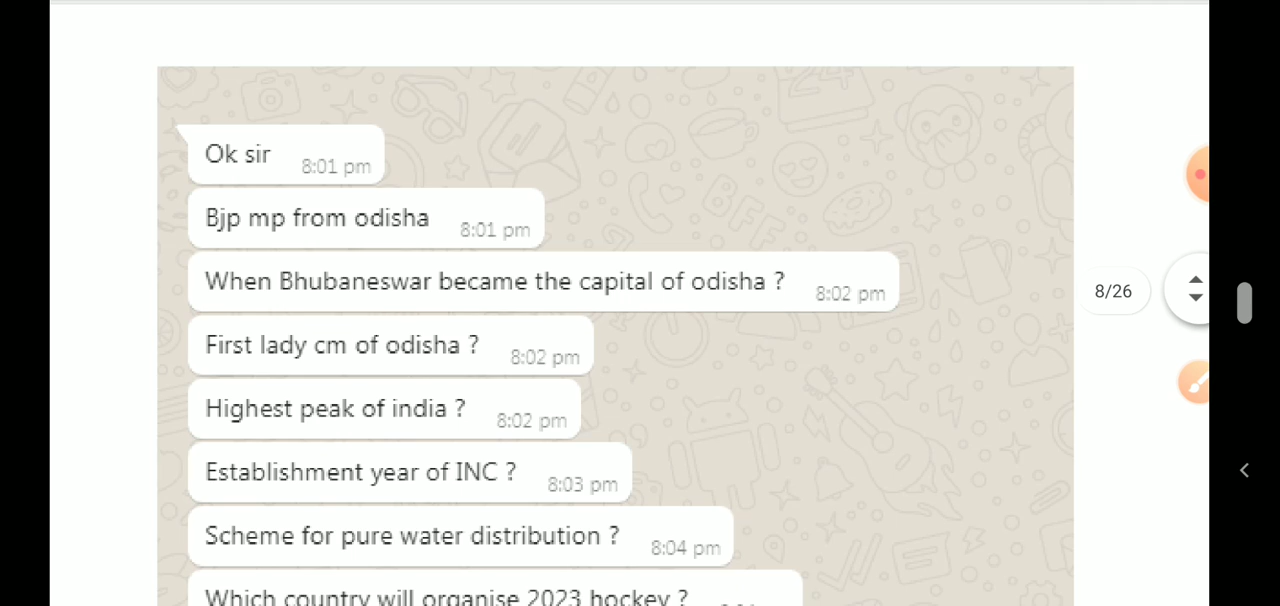 Ok sir 8:01 pm
Bjp mp from odisha 8:01 pm
When Bhubaneswar became the capital of odisha ? 8:02 pm
First lady cm of odisha ? 8:02 pm
Highest peak of india ? 8:02 pm
8/26
Establishment year of INC ? 8:03 pm
Scheme for pure water distribution ? 8:04 pm
Which country will organise 2023 hockey ?